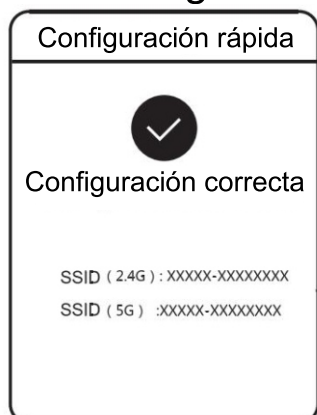 Configuración rápida
Configuración correcta
SSID ( 2.4G ) : XXXXX-XXXXXXXX
SSID ( 5G ) :XXXXX-XXXXXXXX